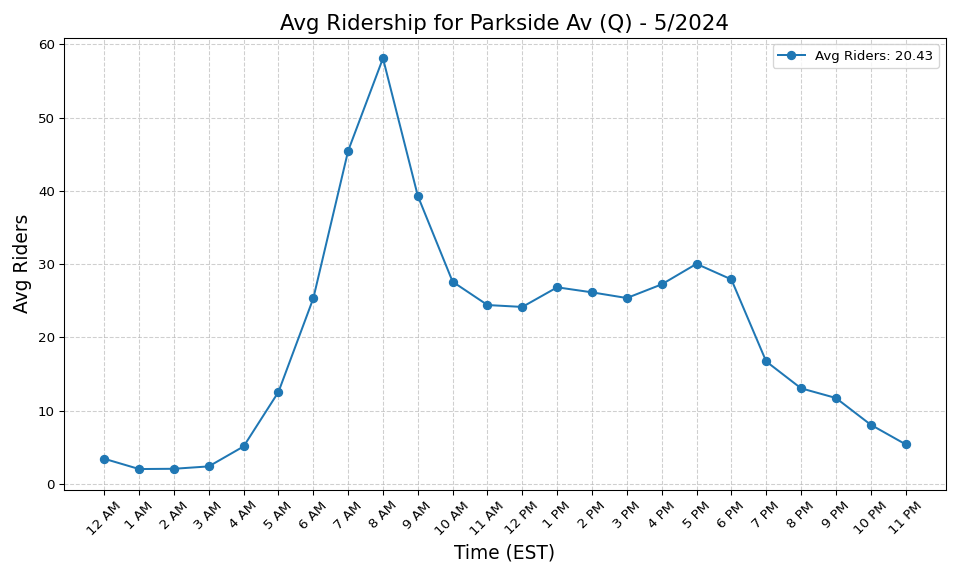 Avg Ridership for Parkside Av (Q) - 5/2024
Avg Riders: 20.43
Avg Riders
60
50
40
30
20
10
0
12 AM
1 AM
2 AM
3 AM
4 AM
5 AM
6 AM
7 AM
8 AM
9 AM
10 AM
11 AM
12 PM
1 PM
2 PM
3 PM
4 PM
5 PM
6 PM
7 PM
8 PM
9 PM
10 PM
11 PM
Time (EST)